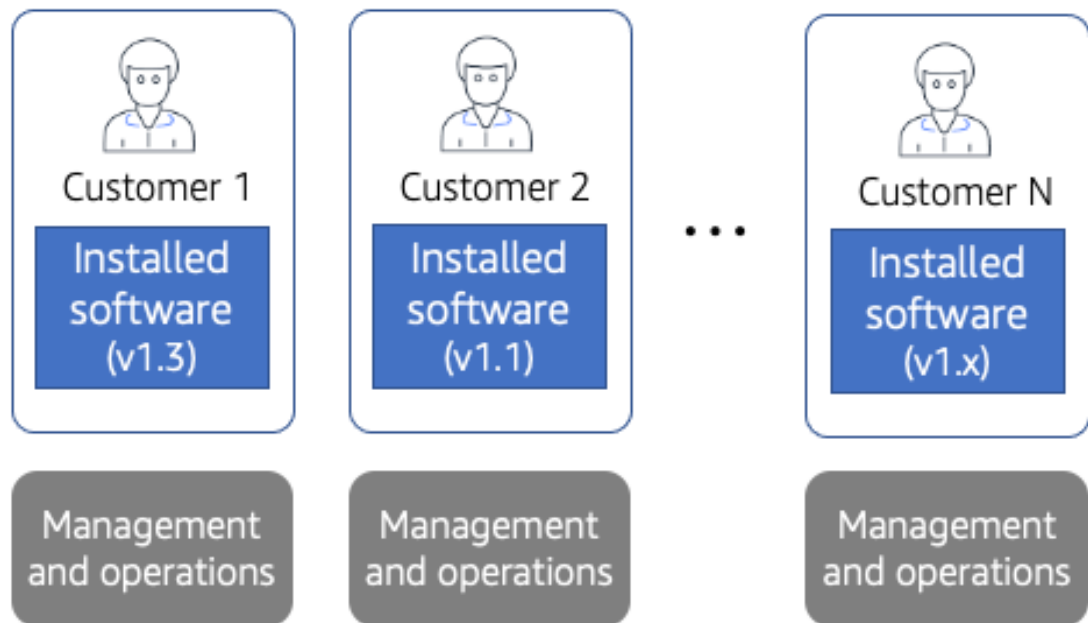 Customer 1
Installed
software
(v1.3)
Management
and operations
Customer 2
Installed
software
(v1.1)
Management
and operations
...
Customer N
Installed
software
(v1.x)
Management
and operations